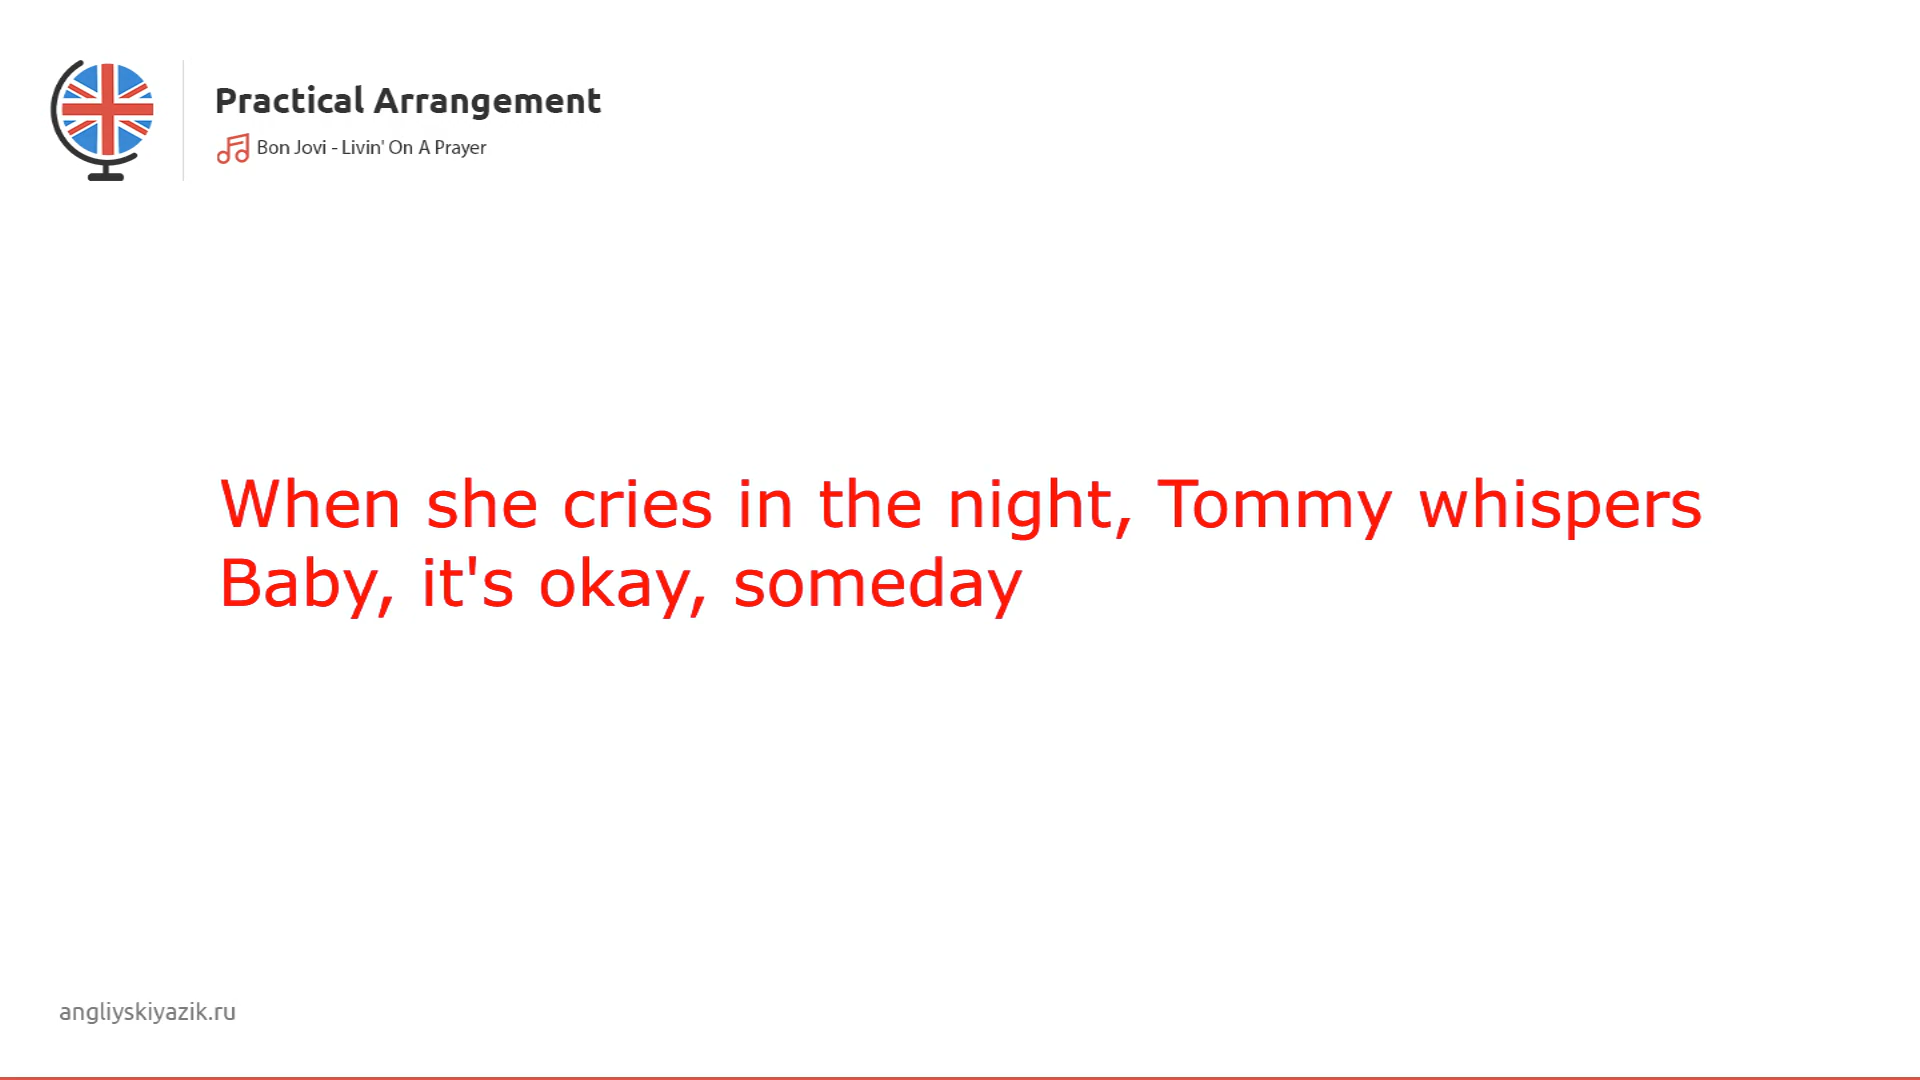 Practical Arrangement
Bon Jovi - Livin' On A Prayer
When she cries in the night, Tommy whispers
Baby, it's okay, someday
angliyskiyazik.ru